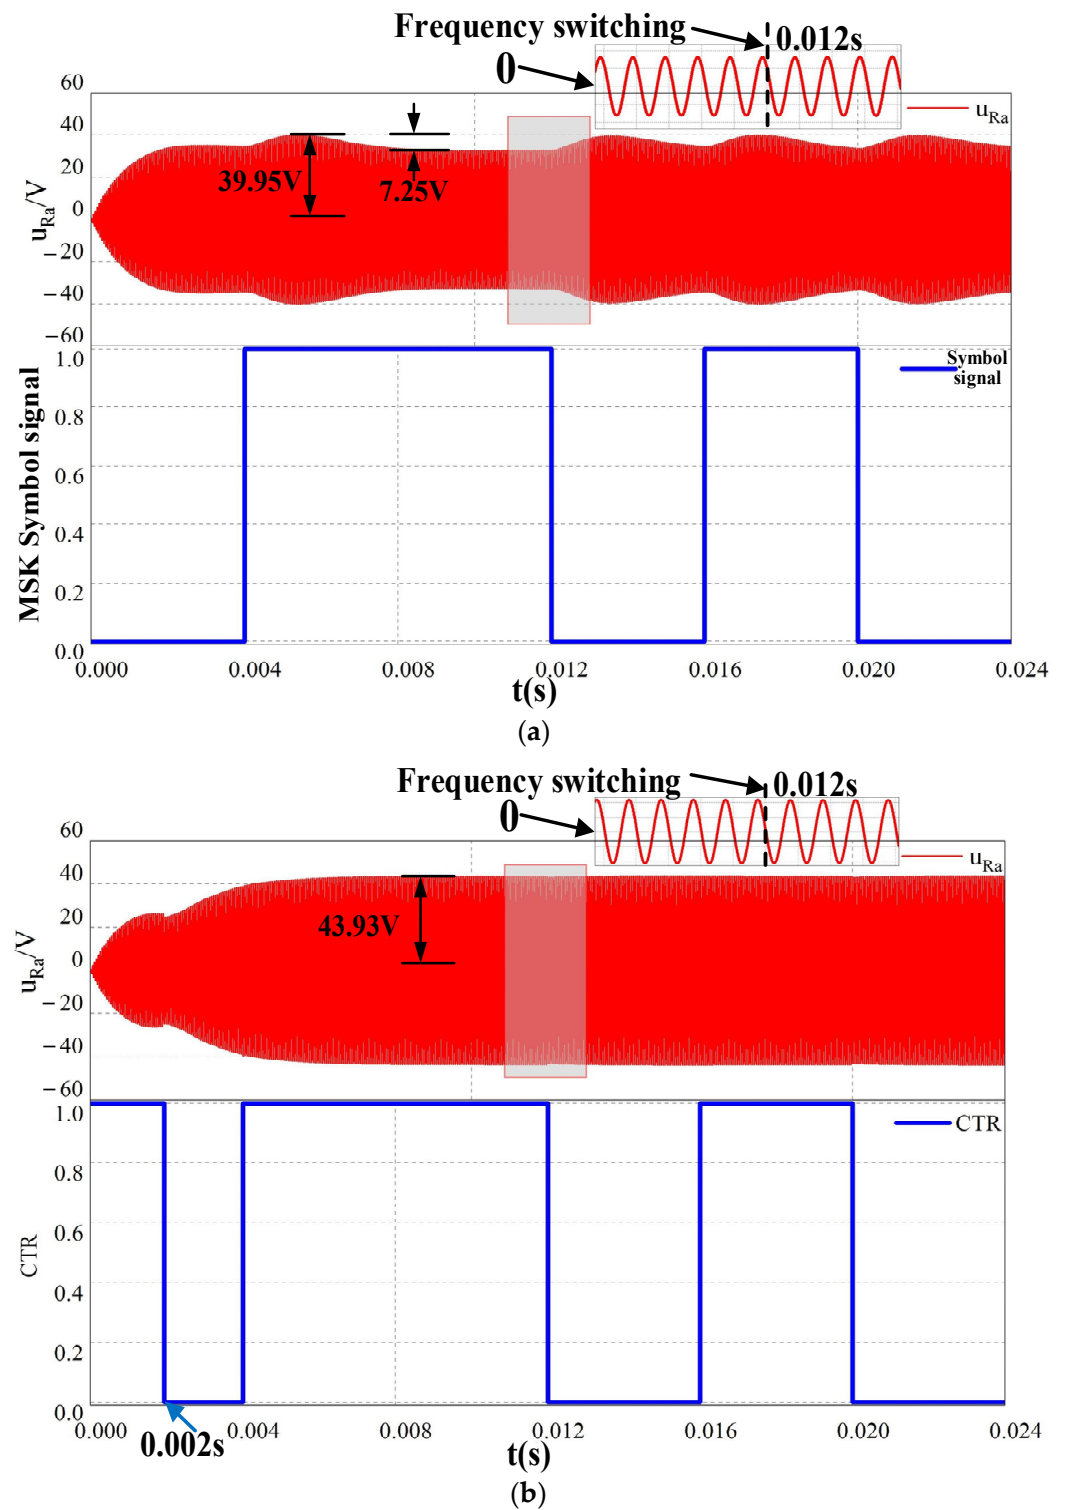 Frequency switching
0.012s
0
60
40
20
0
−20
−40
−60
u_Ra/V
u_Ra
39.95V
7.25V
1.0
0.8
0.6
0.4
0.2
0.0
MSK Symbol signal
Symbol
signal
0.000 0.004 0.008 0.012 0.016 0.020 0.024
t(s)
(a)
Frequency switching
0.012s
0
60
40
20
0
−20
−40
−60
u_Ra/V
u_Ra
43.93V
1.0
0.8
0.6
0.4
0.2
0.0
CTR
CTR
0.000 0.004 0.008 0.012 0.016 0.020 0.024
0.002s
t(s)
(b)